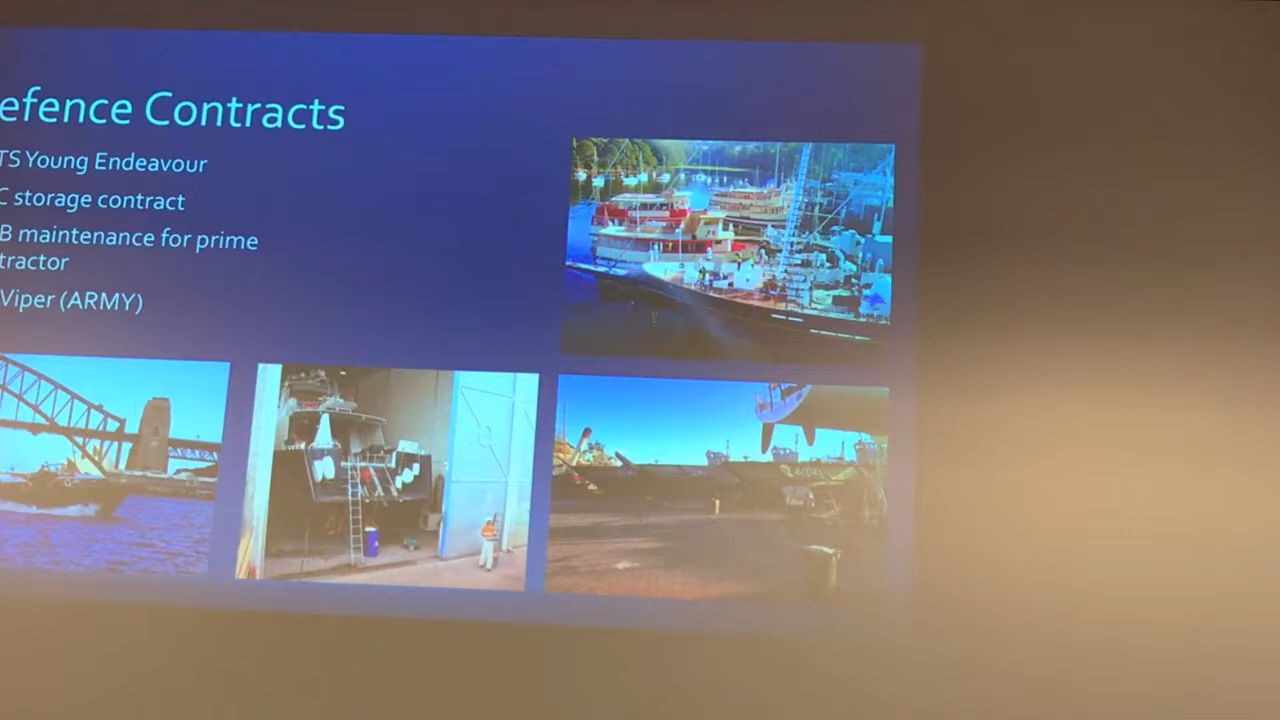 efence Contracts
TS Young Endeavour
C storage contract
B maintenance for prime
tractor
Viper (ARMY)